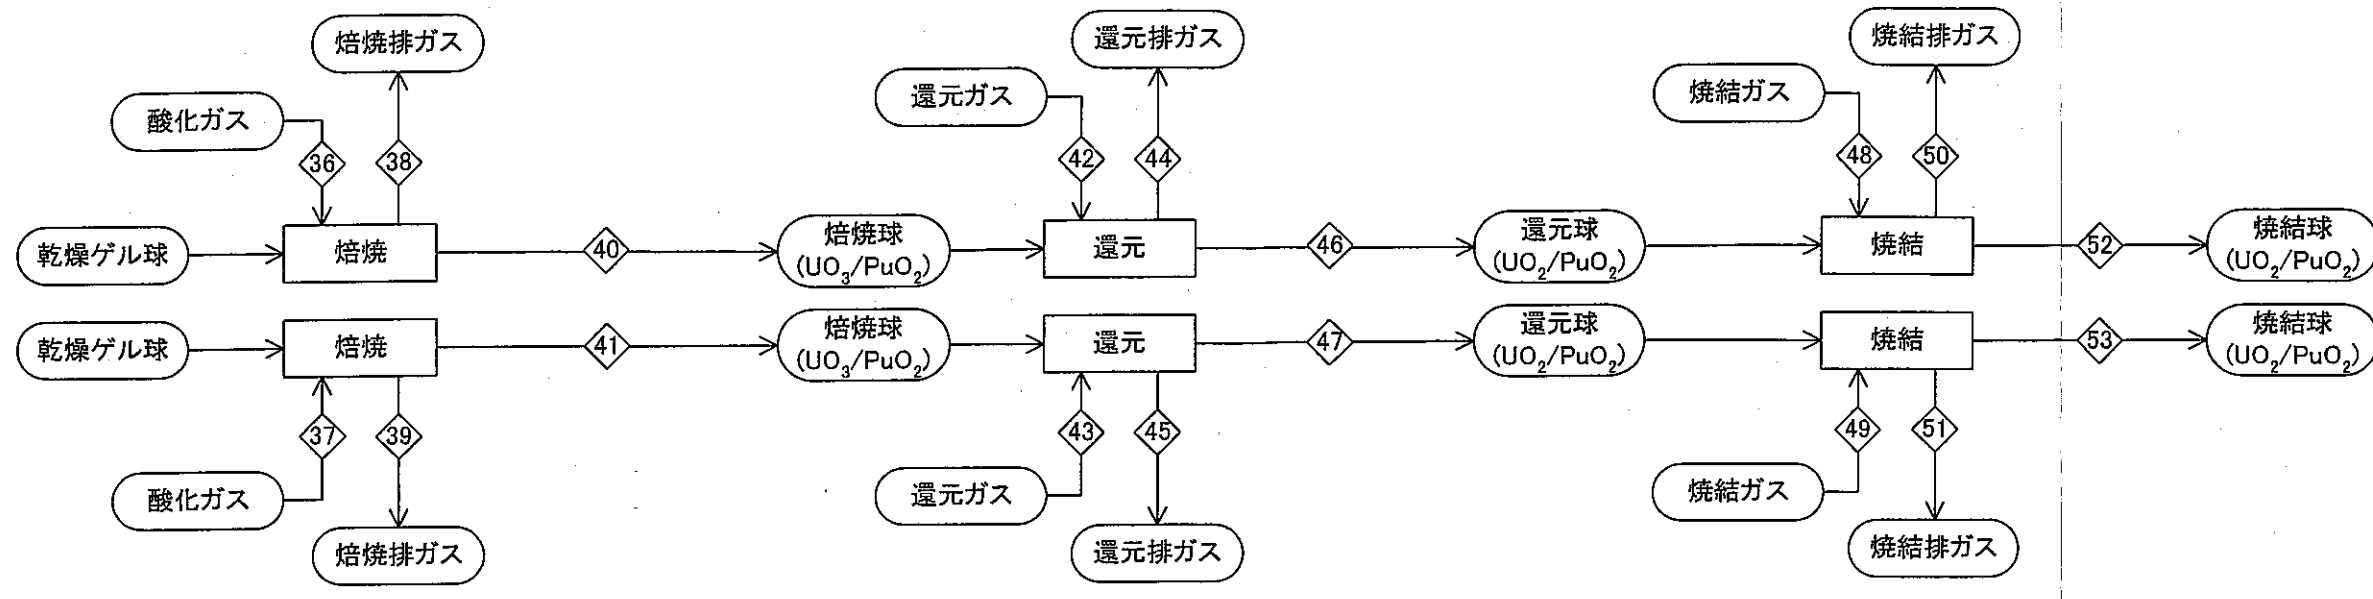 焙焼排ガス
還元排ガス
焼結排ガス
酸化ガス
還元ガス
焼結ガス
36
38
42
44
48
50
乾燥ゲル球
焙焼
40
焙焼球
(UO₃/PuO₂)
還元
46
還元球
(UO₂/PuO₂)
焼結
52
焼結球
(UO₂/PuO₂)
乾燥ゲル球
焙焼
41
焙焼球
(UO₃/PuO₂)
還元
47
還元球
(UO₂/PuO₂)
焼結
53
焼結球
(UO₂/PuO₂)
37
39
43
45
49
51
酸化ガス
還元ガス
焼結ガス
焙焼排ガス
還元排ガス
焼結排ガス